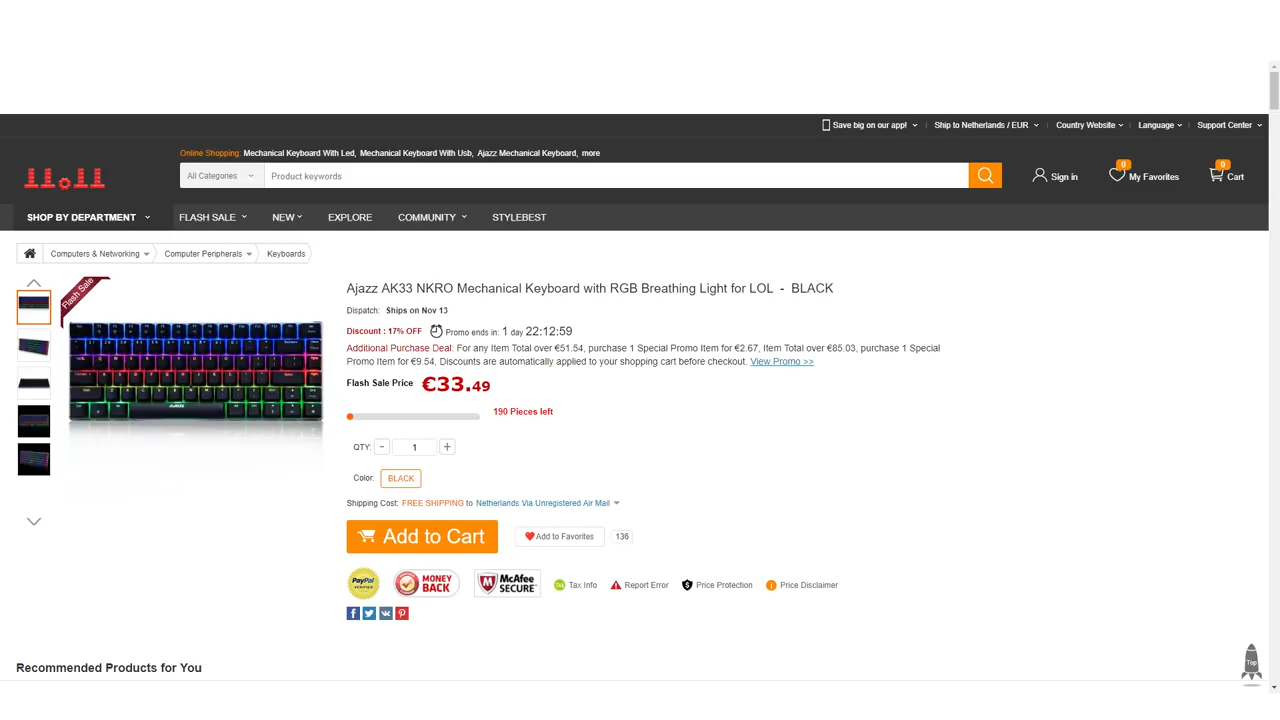 Save big on our app!
Ship to Netherlands / EUR
Country Website
Language
Support Center
Online Shopping: Mechanical Keyboard With Led, Mechanical Keyboard With Usb, Ajazz Mechanical Keyboard, more
11.11
All Categories
Product keywords
Sign in
0
My Favorites
0
Cart
SHOP BY DEPARTMENT
FLASH SALE
NEW
EXPLORE
COMMUNITY
STYLEBEST
Computers & Networking
Computer Peripherals
Keyboards
Flash Sale
Ajazz AK33 NKRO Mechanical Keyboard with RGB Breathing Light for LOL - BLACK
Dispatch: Ships on Nov 13
Discount : 17% OFF
Promo ends in: 1 day 22:12:59
Additional Purchase Deal: For any Item Total over €51.54, purchase 1 Special Promo Item for €2.67, Item Total over €85.03, purchase 1 Special
Promo Item for €9.54, Discounts are automatically applied to your shopping cart before checkout. View Promo >>
Flash Sale Price €33.49
190 Pieces left
QTY: - 1 +
Color: BLACK
Shipping Cost: FREE SHIPPING to Netherlands Via Unregistered Air Mail
Add to Cart
Add to Favorites
136
PayPal
VERIFIED
MONEY
BACK
McAfee
SECURE
Tax Info
Report Error
Price Protection
Price Disclaimer
Top
Recommended Products for You